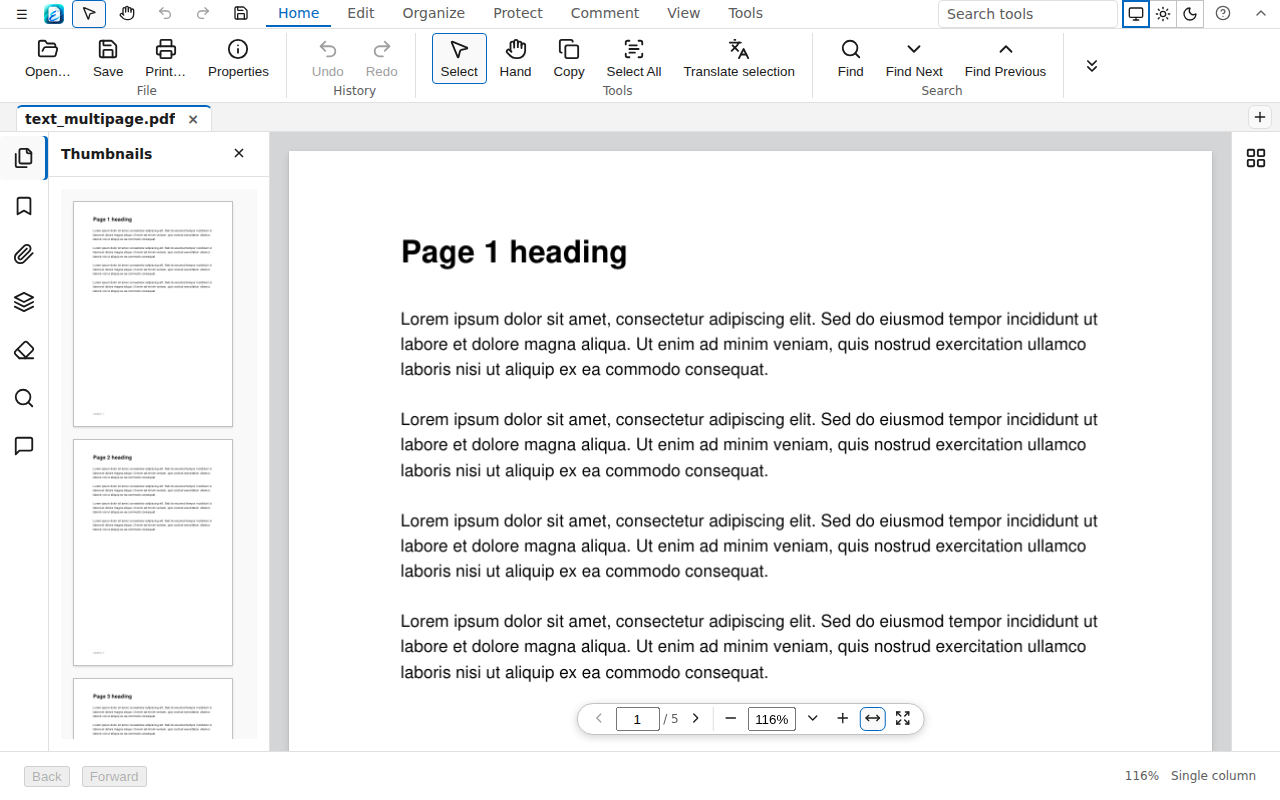 Home Edit Organize Protect Comment View Tools Search tools
Open... Save Print... Properties Undo Redo Select Hand Copy Select All Translate selection Find Find Next Find Previous
File History Tools Search
text_multipage.pdf
Thumbnails
Page 1 heading
Page 2 heading
Page 3 heading
Page 1 heading
Lorem ipsum dolor sit amet, consectetur adipiscing elit. Sed do eiusmod tempor incididunt ut
labore et dolore magna aliqua. Ut enim ad minim veniam, quis nostrud exercitation ullamco
laboris nisi ut aliquip ex ea commodo consequat.
Lorem ipsum dolor sit amet, consectetur adipiscing elit. Sed do eiusmod tempor incididunt ut
labore et dolore magna aliqua. Ut enim ad minim veniam, quis nostrud exercitation ullamco
laboris nisi ut aliquip ex ea commodo consequat.
Lorem ipsum dolor sit amet, consectetur adipiscing elit. Sed do eiusmod tempor incididunt ut
labore et dolore magna aliqua. Ut enim ad minim veniam, quis nostrud exercitation ullamco
laboris nisi ut aliquip ex ea commodo consequat.
Lorem ipsum dolor sit amet, consectetur adipiscing elit. Sed do eiusmod tempor incididunt ut
labore et dolore magna aliqua. Ut enim ad minim veniam, quis nostrud exercitation ullamco
laboris nisi ut aliquip ex ea commodo consequat.
1 / 5 116%
Back Forward 116% Single column